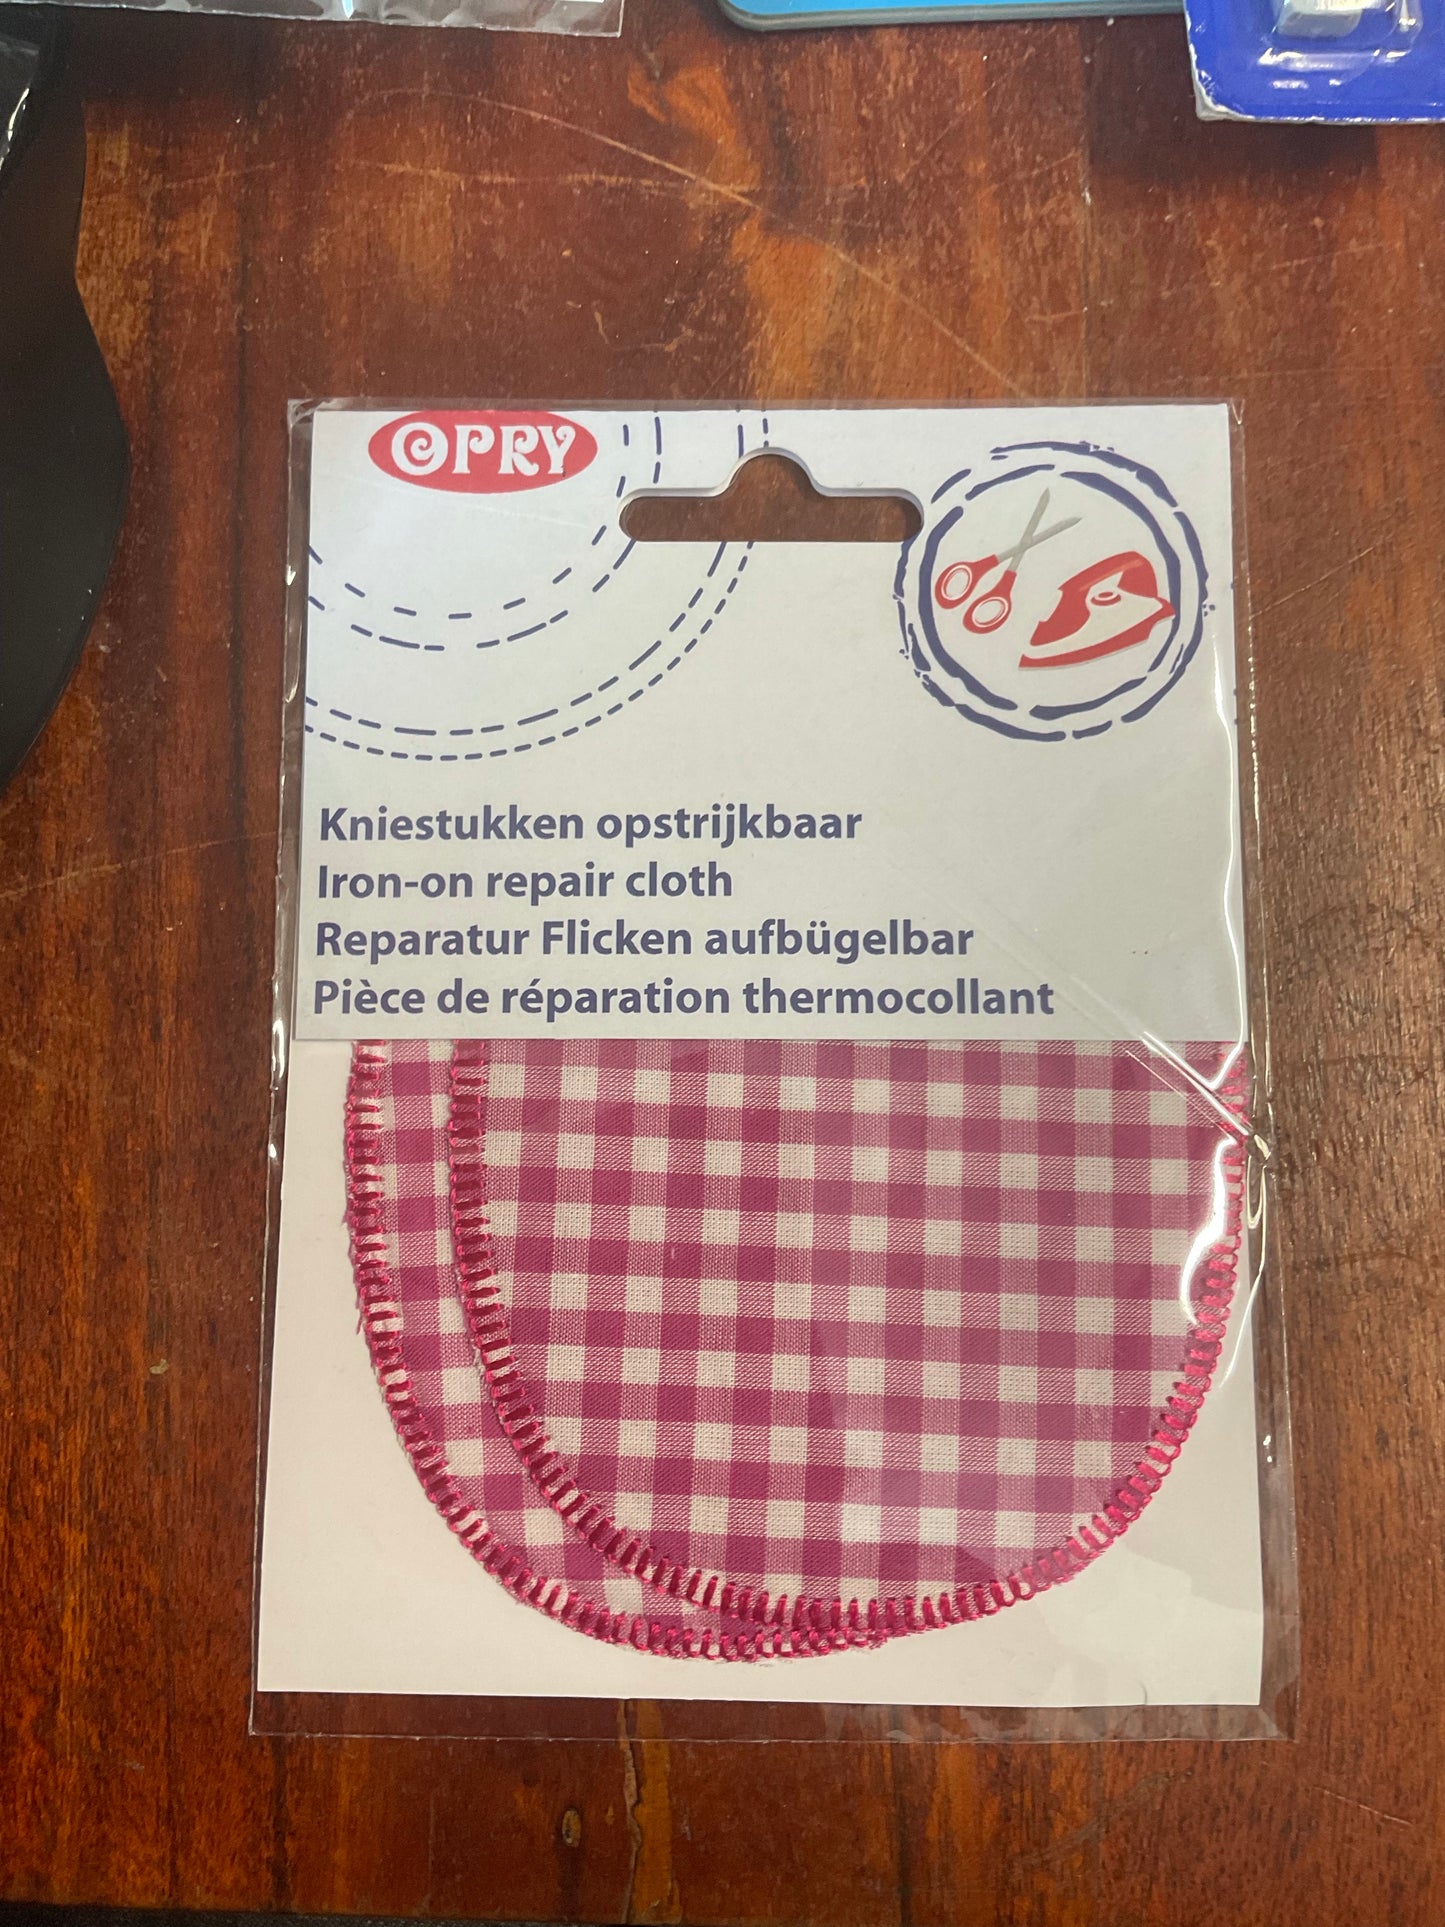 OPRY
Kniestukken opstrijkbaar
Iron-on repair cloth
Reparatur Flicken aufbügelbar
Pièce de réparation thermocollant